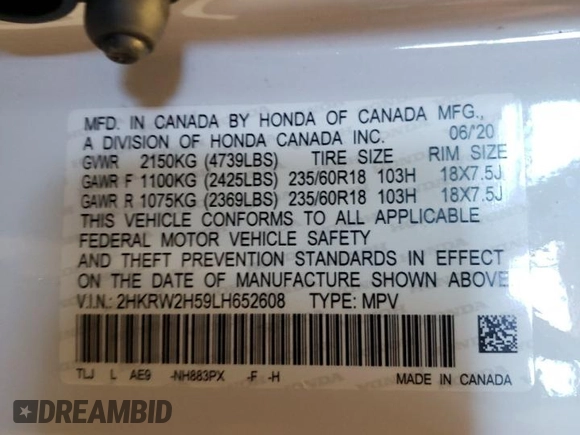 MFD. IN CANADA BY HONDA OF CANADA MFG.,
A DIVISION OF HONDA CANADA INC. 06/20
GVWR 2150KG (4739LBS) TIRE SIZE RIM SIZE
GAWR F 1100KG (2425LBS) 235/60R18 103H 18X7.5J
GAWR R 1075KG (2369LBS) 235/60R18 103H 18X7.5J
THIS VEHICLE CONFORMS TO ALL APPLICABLE
FEDERAL MOTOR VEHICLE SAFETY
AND THEFT PREVENTION STANDARDS IN EFFECT
ON THE DATE OF MANUFACTURE SHOWN ABOVE
V.I.N.: 2HKRW2H59LH652608 TYPE: MPV
TLJ L AE9 -NH883PX -F -H
MADE IN CANADA
DREAMBID